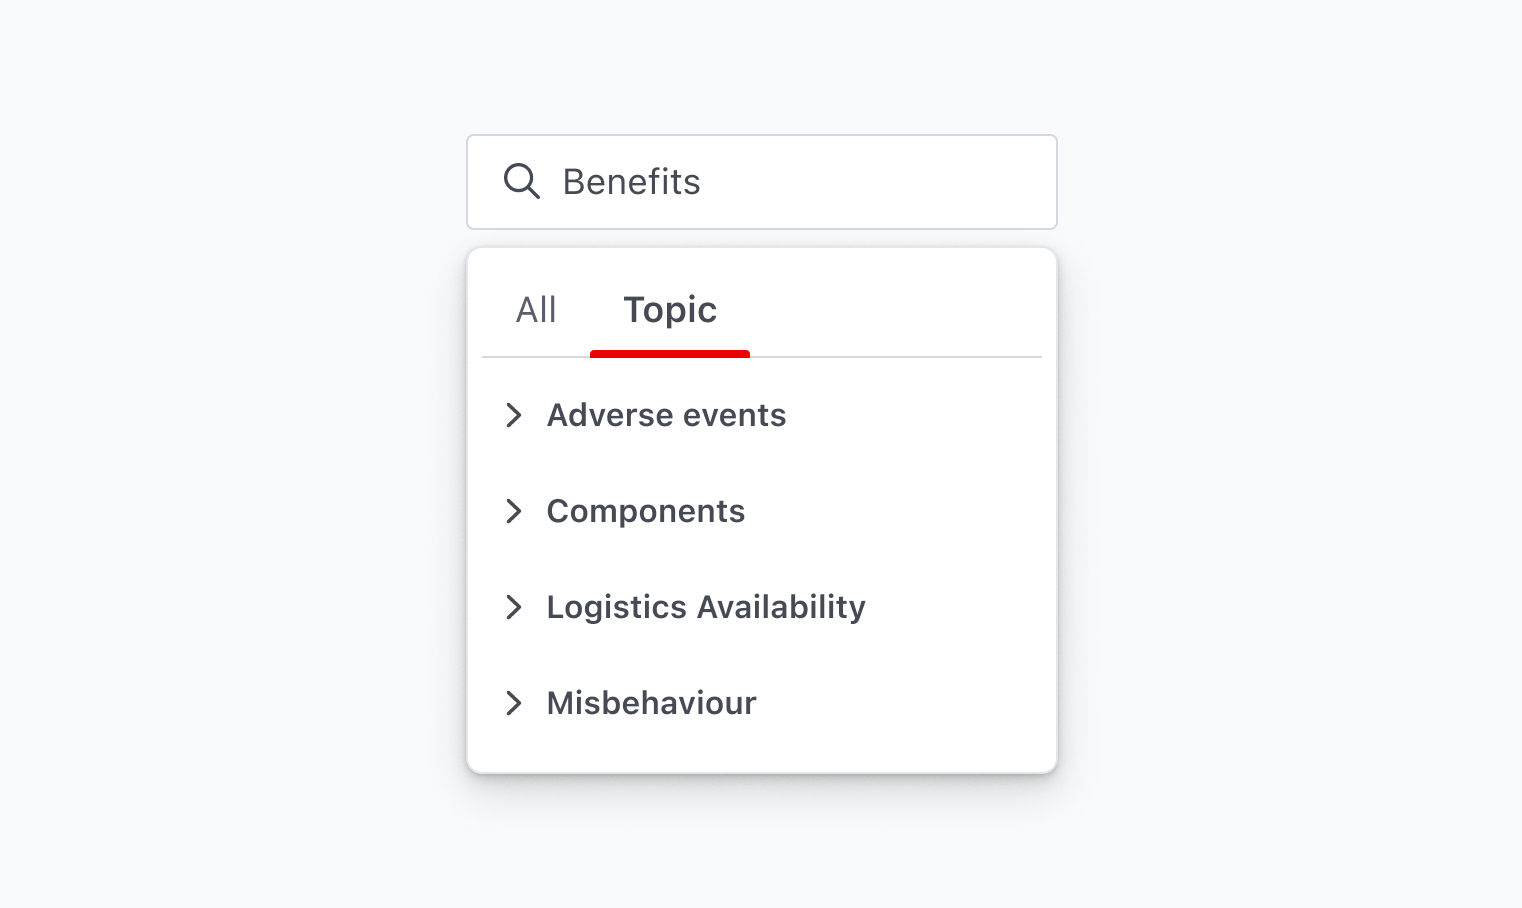 Benefits
All Topic
Adverse events
Components
Logistics Availability
Misbehaviour